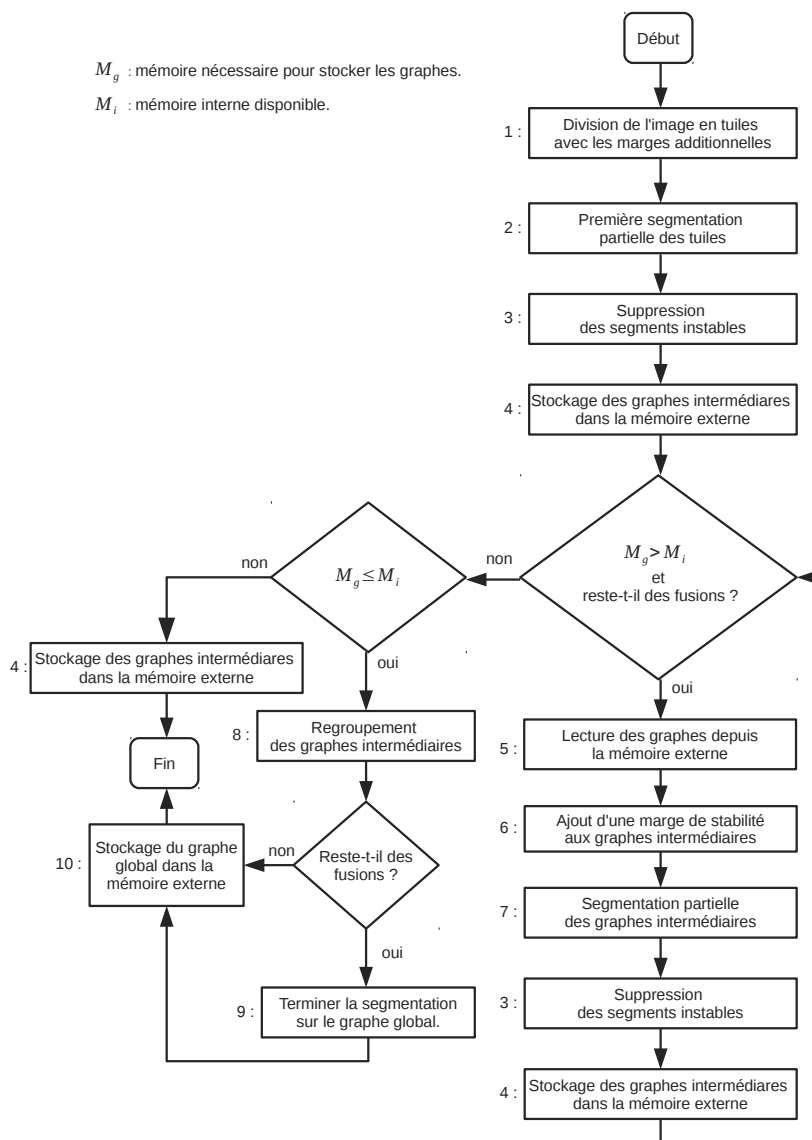 Début
M_g : mémoire nécessaire pour stocker les graphes.
M_i : mémoire interne disponible.
1 :
Division de l'image en tuiles
avec les marges additionnelles
2 :
Première segmentation
partielle des tuiles
3 :
Suppression
des segments instables
4 :
Stockage des graphes intermédiares
dans la mémoire externe
M_g > M_i
et
reste-t-il des fusions ?
non
M_g ≤ M_i
non
oui
oui
4 :
Stockage des graphes intermédiares
dans la mémoire externe
Fin
8 :
Regroupement
des graphes intermédiaires
Reste-t-il des
fusions ?
non
oui
10 :
Stockage du graphe
global dans la
mémoire externe
9 :
Terminer la segmentation
sur le graphe global.
5 :
Lecture des graphes depuis
la mémoire externe
6 :
Ajout d'une marge de stabilité
aux graphes intermédiaires
7 :
Segmentation partielle
des graphes intermédiaires
3 :
Suppression
des segments instables
4 :
Stockage des graphes intermédiares
dans la mémoire externe